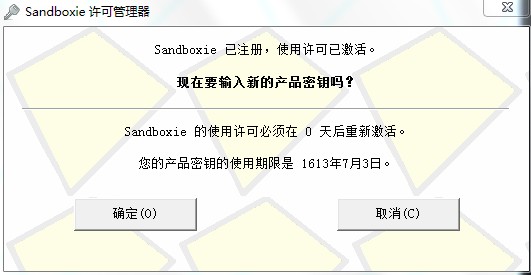 Sandboxie 许可管理器
Sandboxie 已注册，使用许可已激活。
现在要输入新的产品密钥吗？
Sandboxie 的使用许可必须在 0 天后重新激活。
您的产品密钥的使用期限是 1613年7月3日。
确定(O) 取消(C)